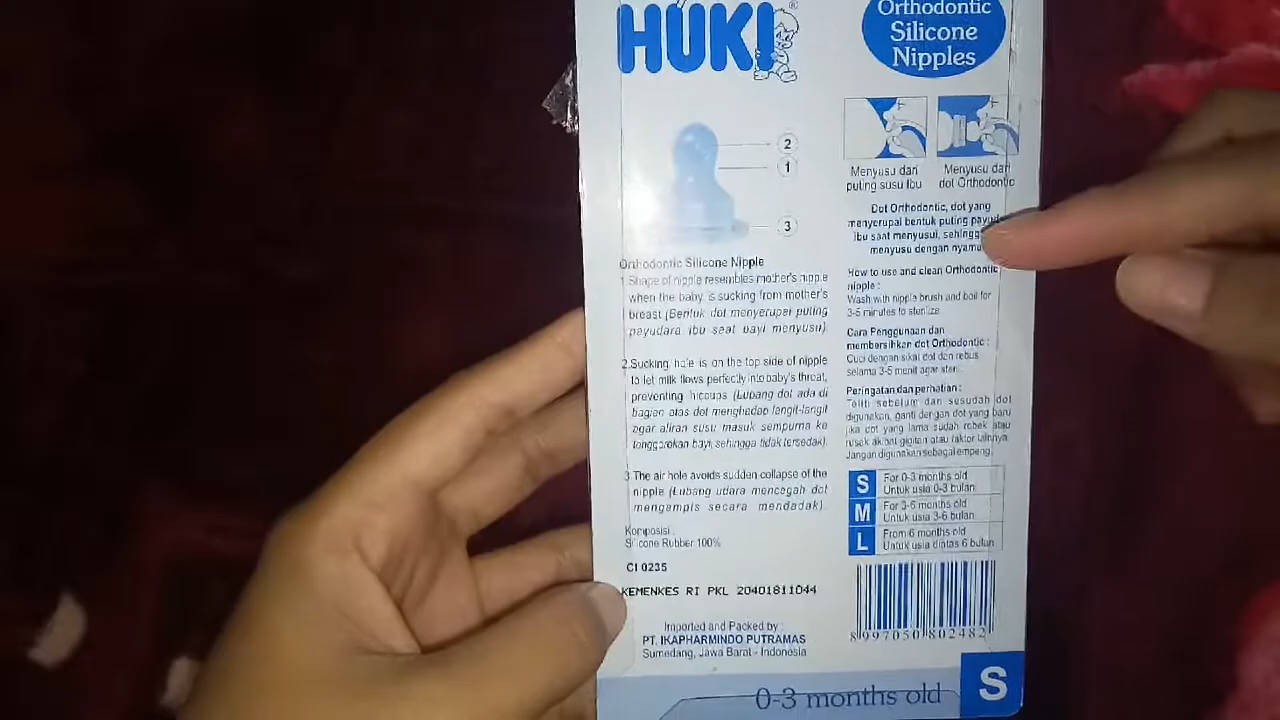 HUKI
®
Orthodontic
Silicone
Nipples
2
1
3
Orthodontic Silicone Nipple
1 Shape of nipple resembles mother's nipple
when the baby is sucking from mother's
breast (Bentuk dot menyerupai puting
payudara ibu saat bayi menyusu).
2.Sucking hole is on the top side of nipple
to let milk flows perfectly into baby's throat,
preventing hiccups (Lubang dot ada di
bagian atas dot menghadap langit-langit
agar aliran susu masuk sempurna ke
tenggorokan bayi sehingga tidak tersedak).
3 The air hole avoids sudden collapse of the
nipple (Lubang udara mencegah dot
mengempis secara mendadak).
Komposisi :
Silicone Rubber 100%
CI 0235
KEMENKES RI PKL 20401811044
Imported and Packed by :
PT. IKAPHARMINDO PUTRAMAS
Sumedang, Jawa Barat - Indonesia
Menyusu dari
puting susu Ibu
Menyusu dari
dot Orthodontic
Dot Orthodontic, dot yang
menyerupai bentuk puting
ibu saat menyusui,
menyusu dengan
How to use and clean Orthodontic
nipple :
Wash with nipple brush and boil for
3-5 minutes to sterilize
Cara Penggunaan dan
membersihkan dot Orthodontic :
Cuci dengan sikat dot dan rebus
selama 3-5 menit agar steril
Peringatan dan perhatian :
Teliti sebelum dan sesudah dot
digunakan, ganti dengan dot yang baru
jika dot yang lama sudah robek atau
rusak akibat gigitan atau faktor lainnya.
Jangan digunakan sebagai empeng.
S For 0-3 months old
Untuk usia 0-3 bulan
M For 3-6 months old
Untuk usia 3-6 bulan
L From 6 months old
Untuk usia diatas 6 bulan
8 997050 802482
0-3 months old
S